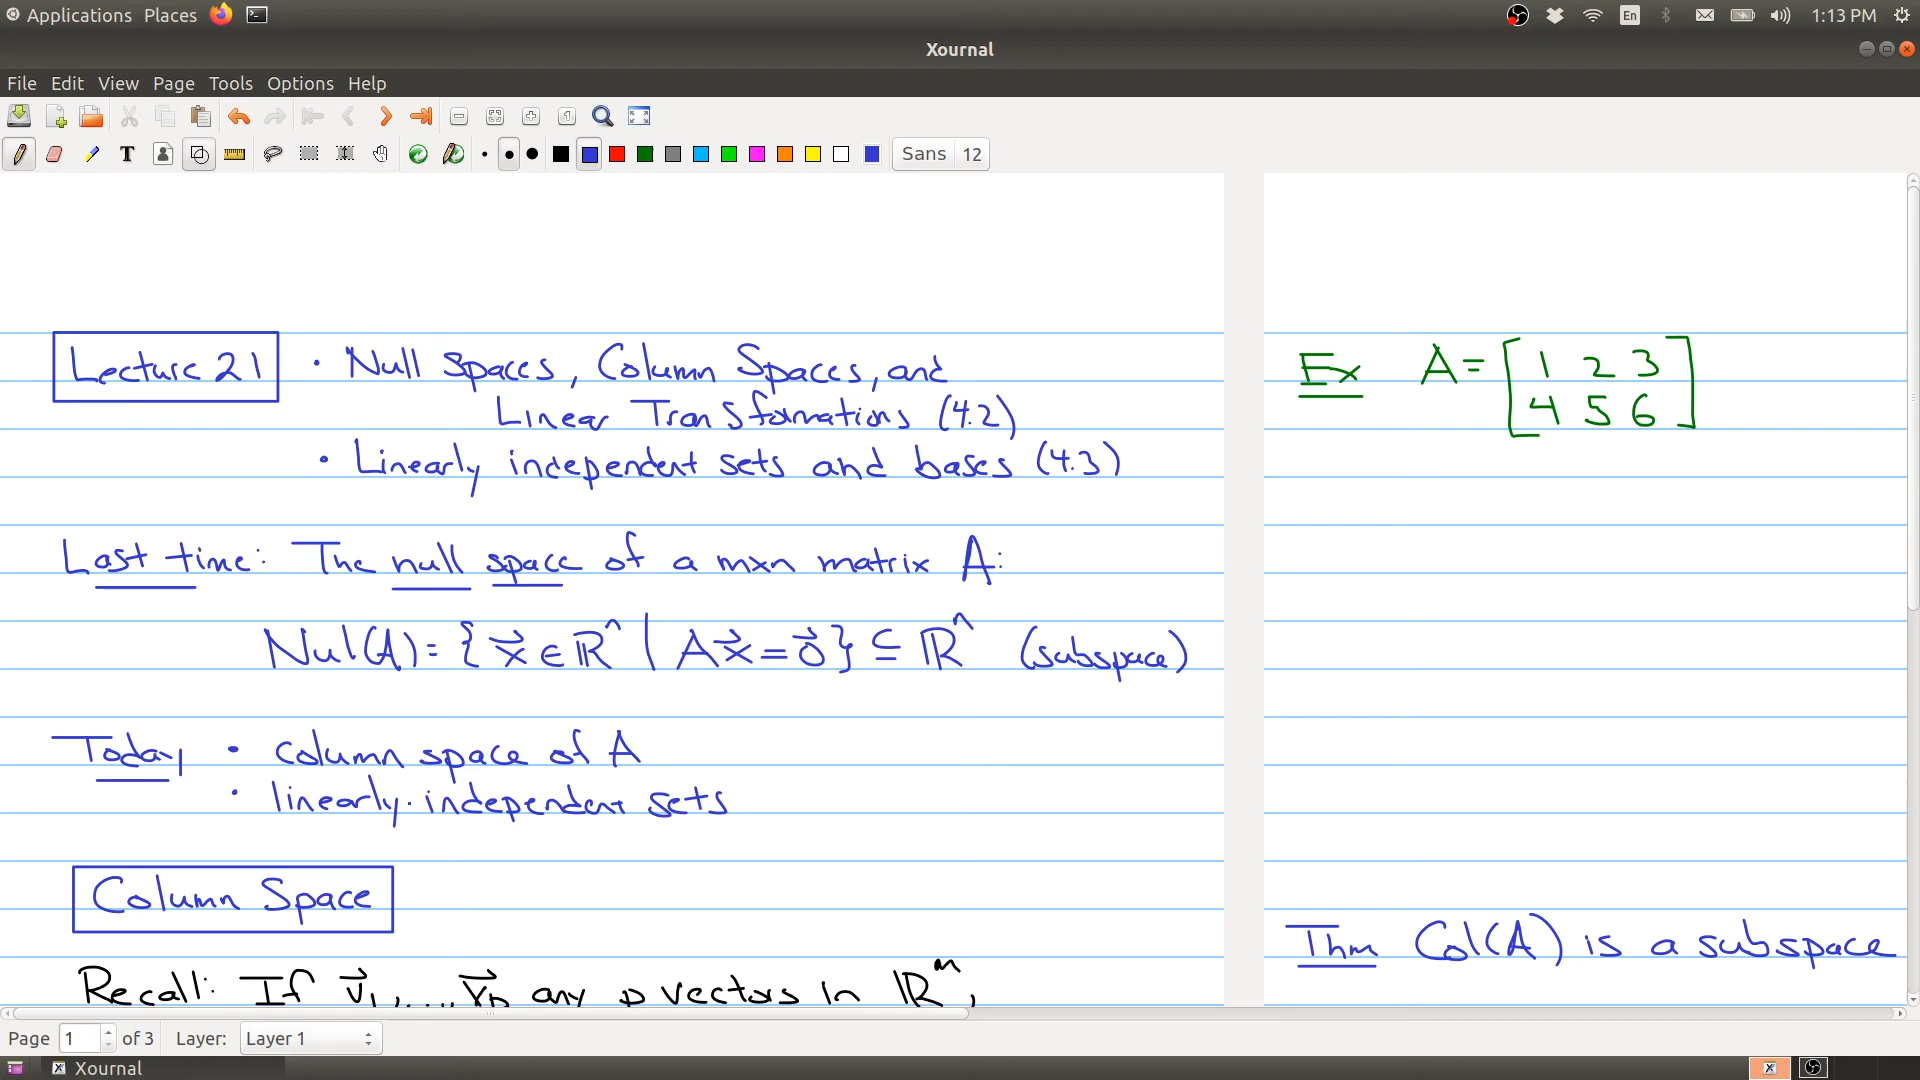 Applications Places En 1:13 PM
Xournal
File Edit View Page Tools Options Help
T Sans 12
Lecture 21 • Null Spaces, Column Spaces, and
Linear Transformations (4.2)
• Linearly independent sets and bases (4.3)
Last time: The null space of a mxn matrix A:
Nul(A) = { x⃗ ∈ ℝⁿ | Ax⃗ = 0⃗ } ⊆ ℝⁿ (subspace)
Today • column space of A
• linearly independent sets
Column Space
Recall: If v⃗₁, ..., v⃗ₚ any p vectors in ℝᵐ,
Ex A = [ 1 2 3
4 5 6 ]
Thm Col(A) is a subspace
Page 1 of 3 Layer: Layer 1
Xournal